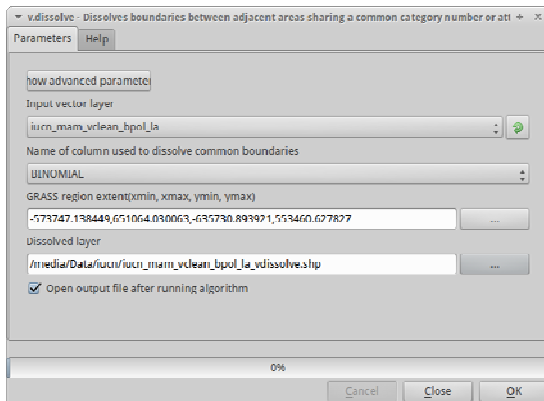 v.dissolve - Dissolves boundaries between adjacent areas sharing a common category number or att
Parameters Help
how advanced parameter
Input vector layer
iucn_mam_vclean_bpol_la
Name of column used to dissolve common boundaries
BINOMIAL
GRASS region extent(xmin, xmax, ymin, ymax)
-573747.138449,651064.030063,-635730.893921,553460.627827
...
Dissolved layer
/media/Data/iucn/iucn_mam_vclean_bpol_la_vdissolve.shp
...
Open output file after running algorithm
0%
Cancel Close OK